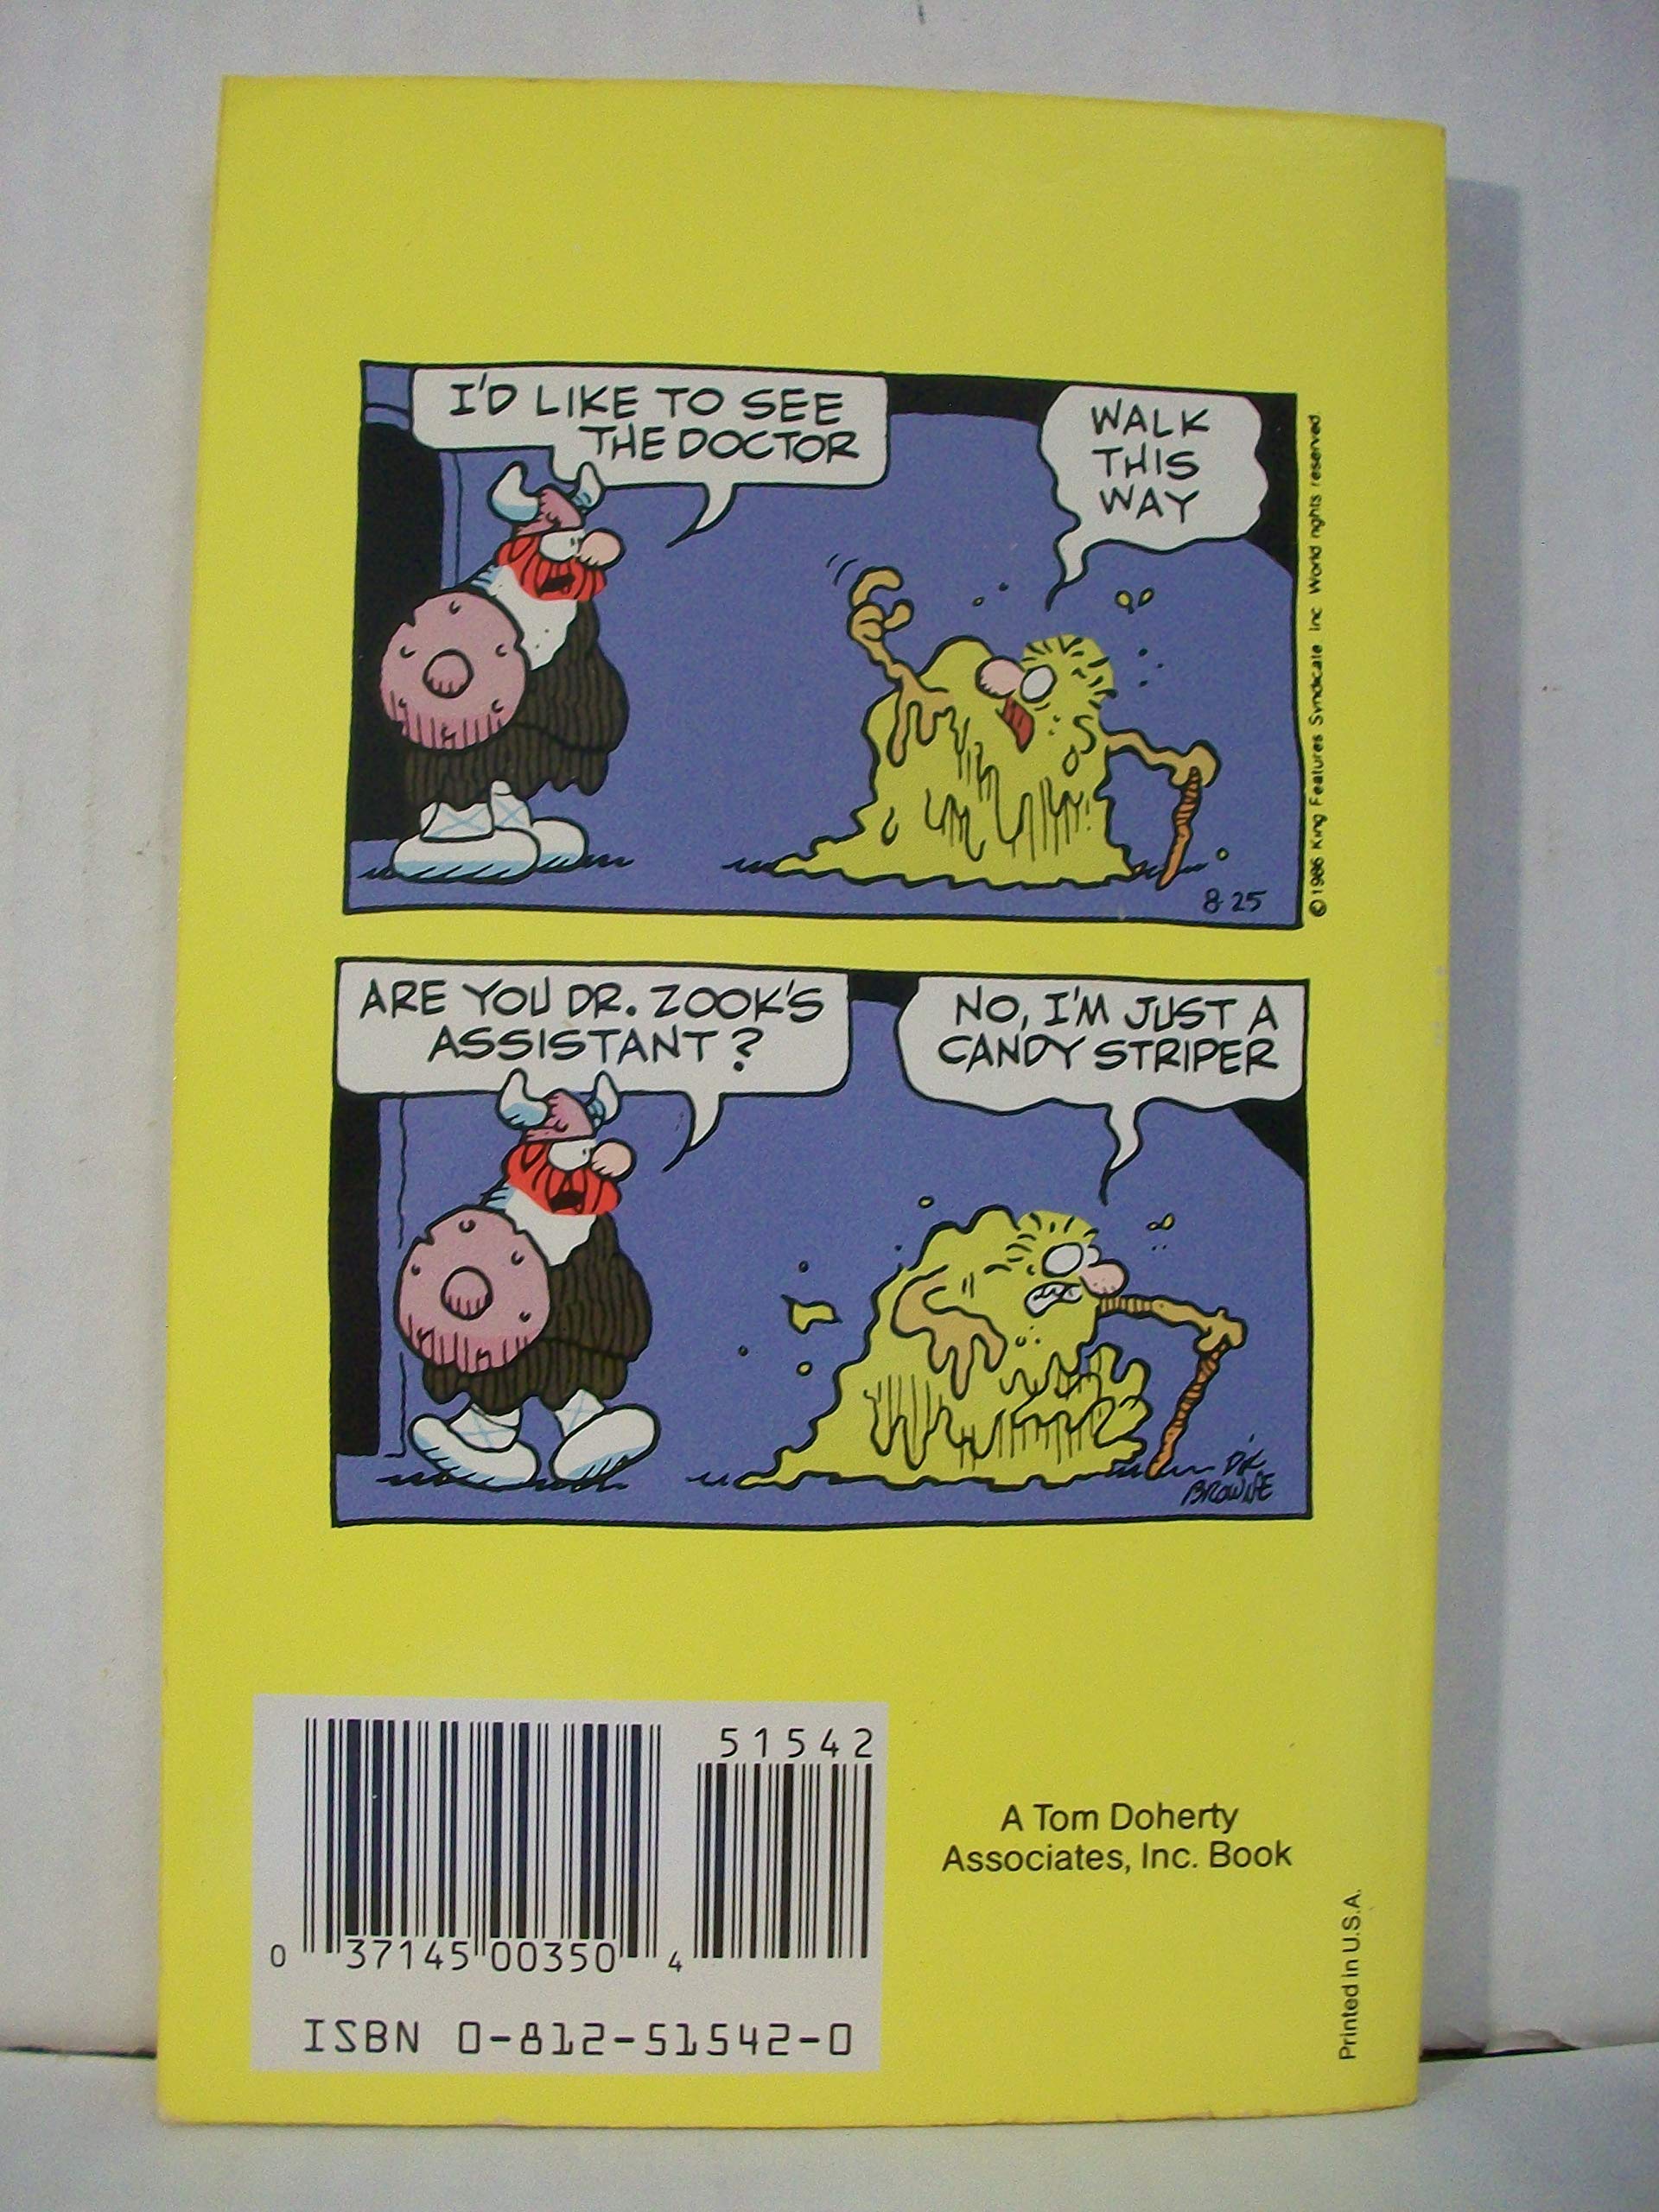 I'D LIKE TO SEE
THE DOCTOR
WALK
THIS
WAY
8-25
© 1986 King Features Syndicate Inc World rights reserved
ARE YOU DR. ZOOK'S
ASSISTANT?
NO, I'M JUST A
CANDY STRIPER
DIK
BROWNE
51542
0 37145 00350 4
ISBN 0-812-51542-0
A Tom Doherty
Associates, Inc. Book
Printed in U.S.A.